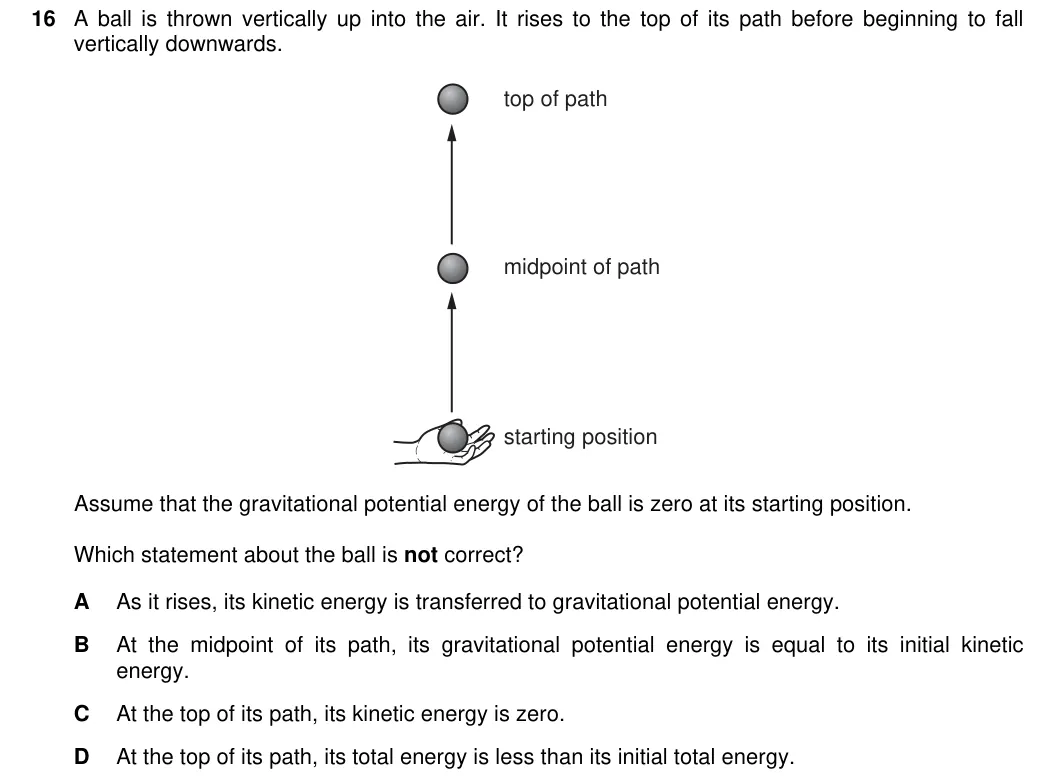 16 A ball is thrown vertically up into the air. It rises to the top of its path before beginning to fall
vertically downwards.
top of path
midpoint of path
starting position
Assume that the gravitational potential energy of the ball is zero at its starting position.
Which statement about the ball is not correct?
A As it rises, its kinetic energy is transferred to gravitational potential energy.
B At the midpoint of its path, its gravitational potential energy is equal to its initial kinetic
energy.
C At the top of its path, its kinetic energy is zero.
D At the top of its path, its total energy is less than its initial total energy.